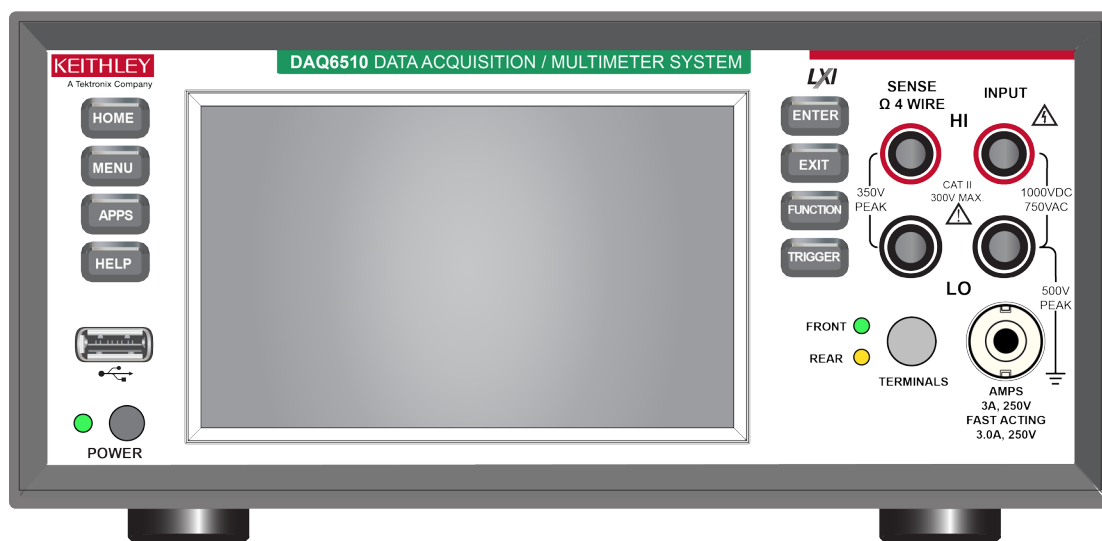 KEITHLEY
A Tektronix Company
DAQ6510 DATA ACQUISITION / MULTIMETER SYSTEM
LXI
HOME
MENU
APPS
HELP
POWER
ENTER
EXIT
FUNCTION
TRIGGER
SENSE
Ω 4 WIRE
INPUT
HI
350V
PEAK
CAT II
300V MAX.
1000VDC
750VAC
LO
500V
PEAK
FRONT
REAR
TERMINALS
AMPS
3A, 250V
FAST ACTING
3.0A, 250V